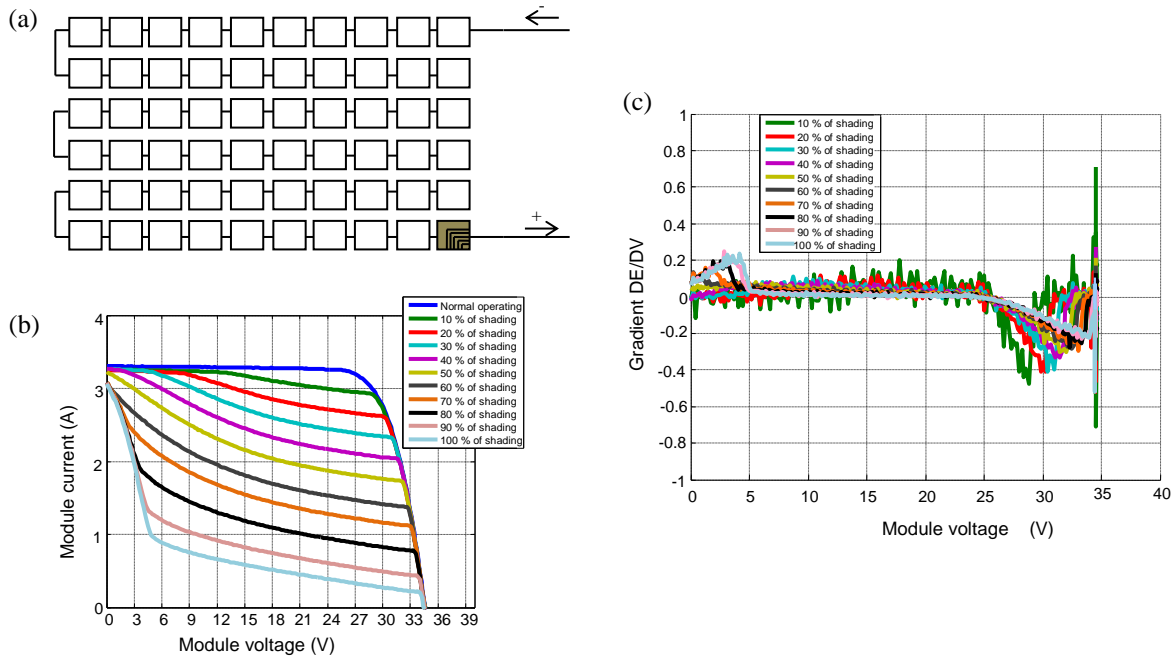 (a)
-
+
(b)
Normal operating
10 % of shading
20 % of shading
30 % of shading
40 % of shading
50 % of shading
60 % of shading
70 % of shading
80 % of shading
90 % of shading
100 % of shading
4
3
2
1
0
Module current (A)
0 3 6 9 12 15 18 21 24 27 30 33 36 39
Module voltage (V)
(c)
10 % of shading
20 % of shading
30 % of shading
40 % of shading
50 % of shading
60 % of shading
70 % of shading
80 % of shading
90 % of shading
100 % of shading
1
0.8
0.6
0.4
0.2
0
-0.2
-0.4
-0.6
-0.8
-1
Gradient DE/DV
0 5 10 15 20 25 30 35 40
Module voltage (V)